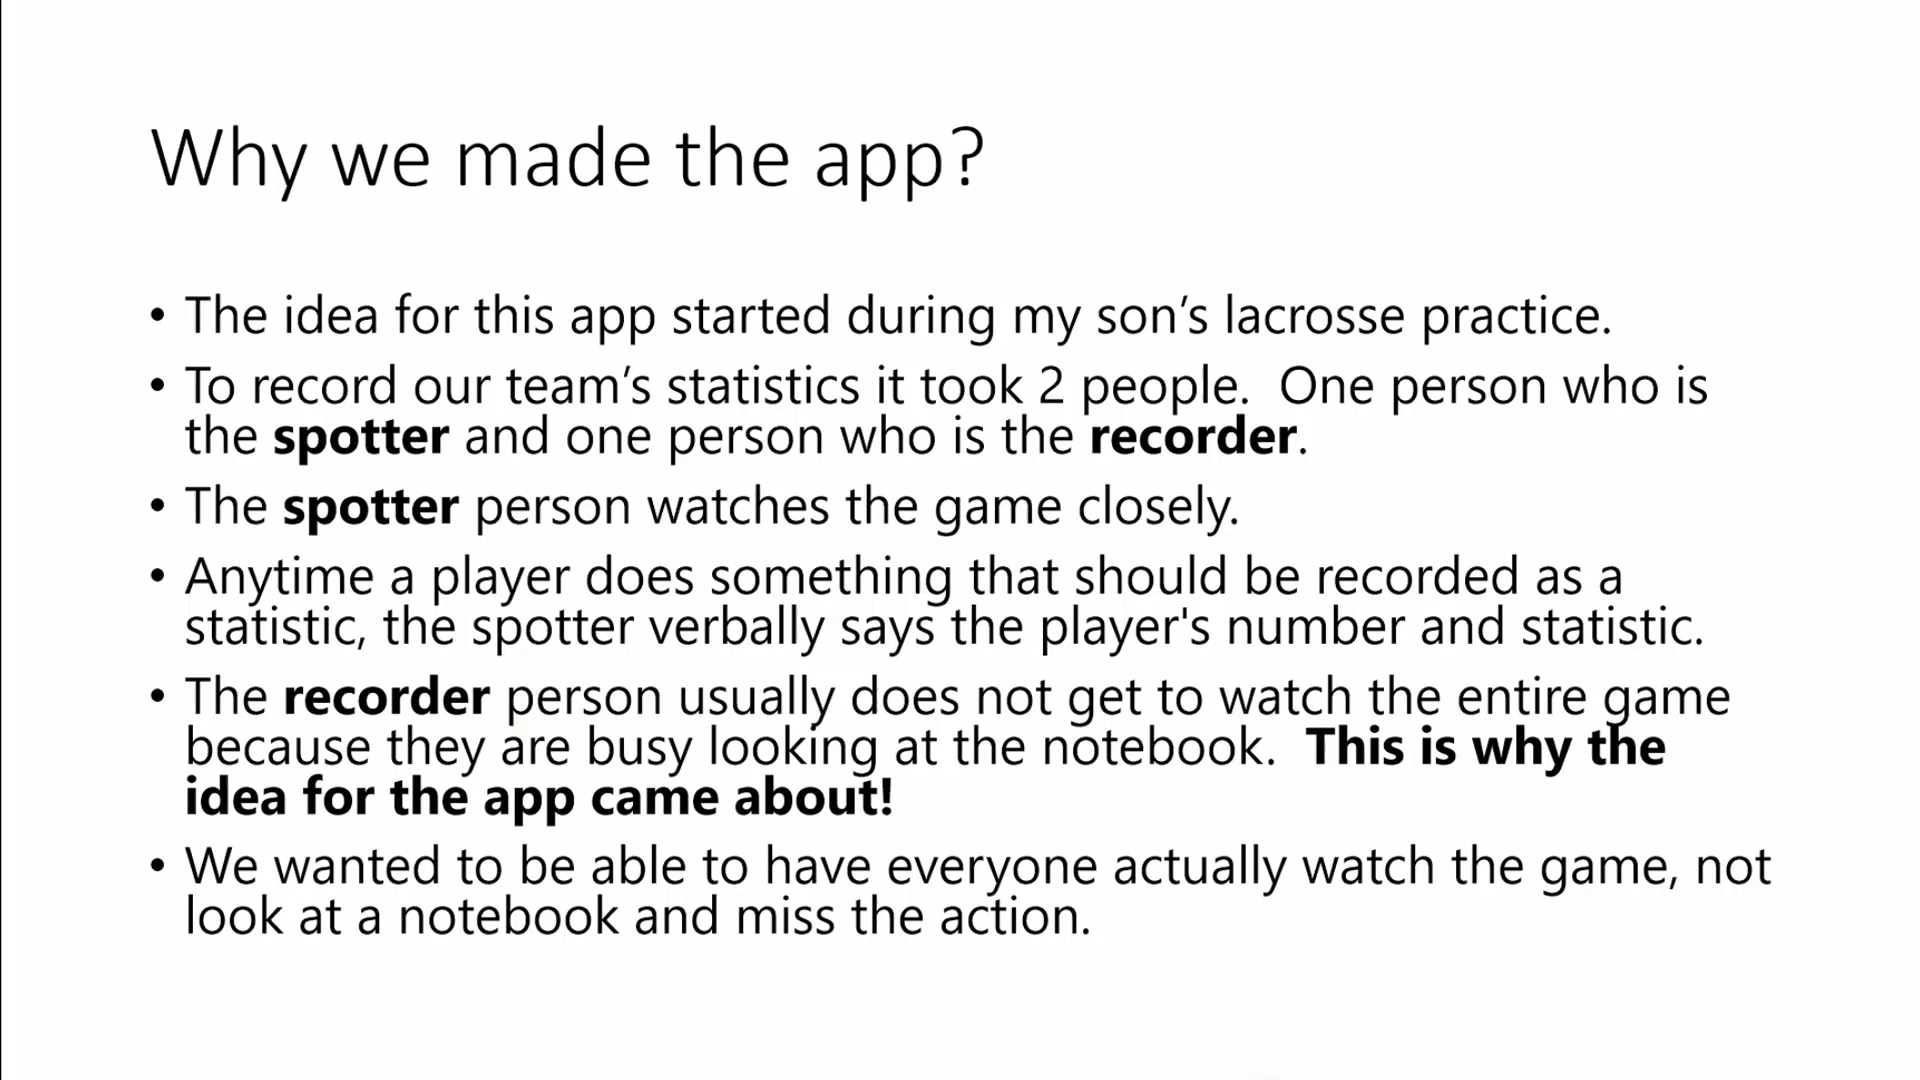 Why we made the app?
• The idea for this app started during my son’s lacrosse practice.
• To record our team’s statistics it took 2 people.  One person who is
the spotter and one person who is the recorder.
• The spotter person watches the game closely.
• Anytime a player does something that should be recorded as a
statistic, the spotter verbally says the player's number and statistic.
• The recorder person usually does not get to watch the entire game
because they are busy looking at the notebook.  This is why the
idea for the app came about!
• We wanted to be able to have everyone actually watch the game, not
look at a notebook and miss the action.